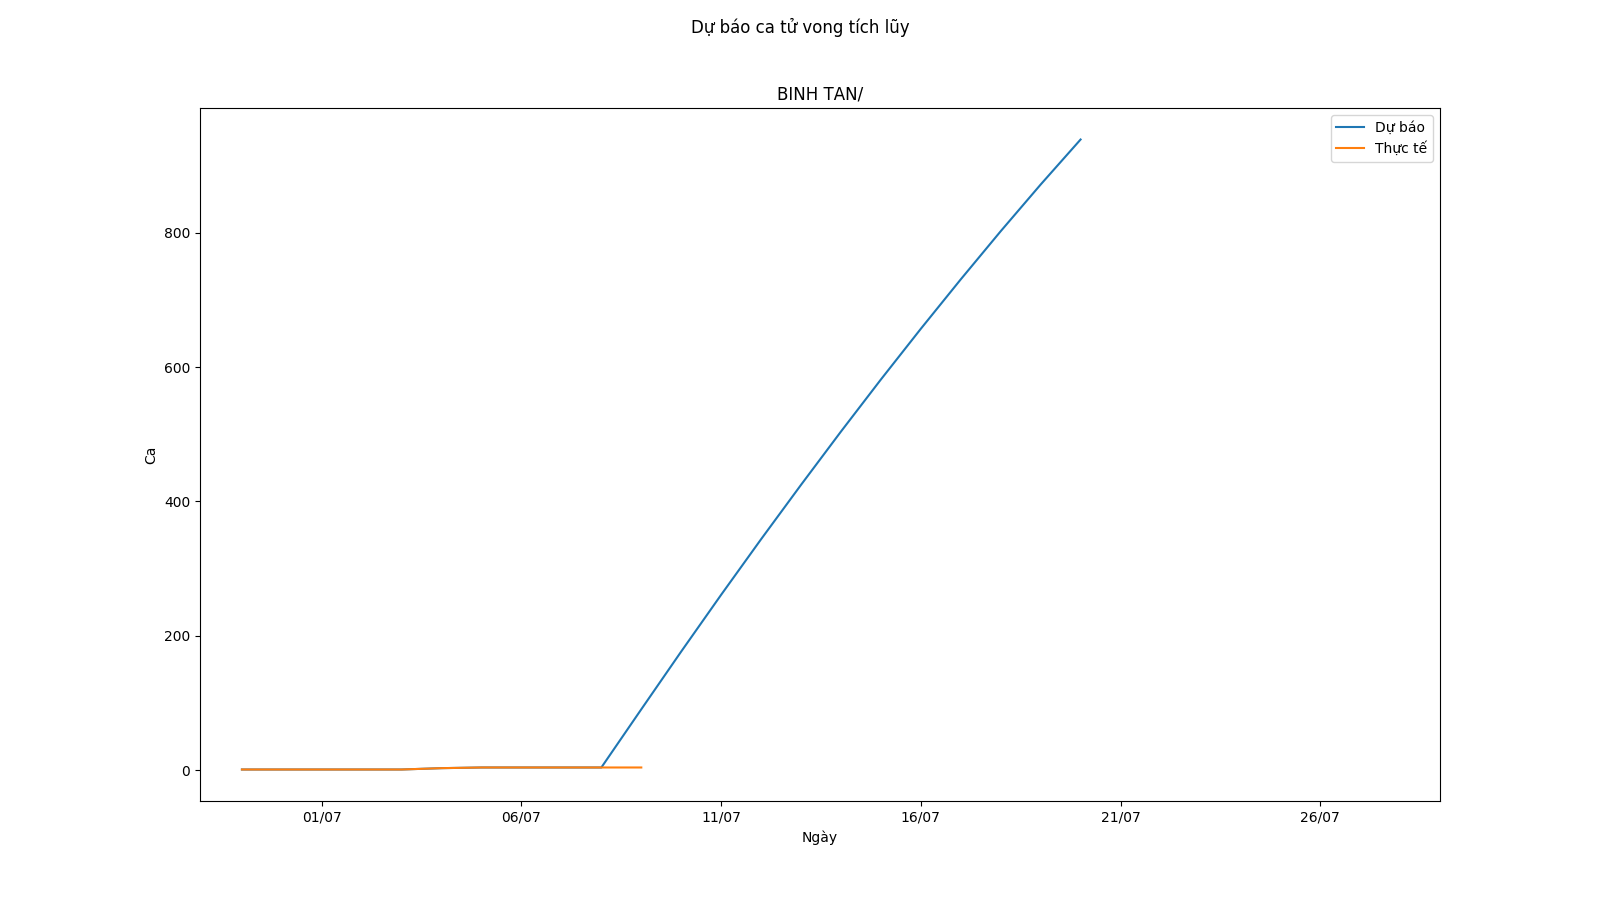 Dự báo ca tử vong tích lũy
BINH TAN/
Dự báo
Thực tế
800
600
400
200
0
Ca
01/07
06/07
11/07
16/07
21/07
26/07
Ngày